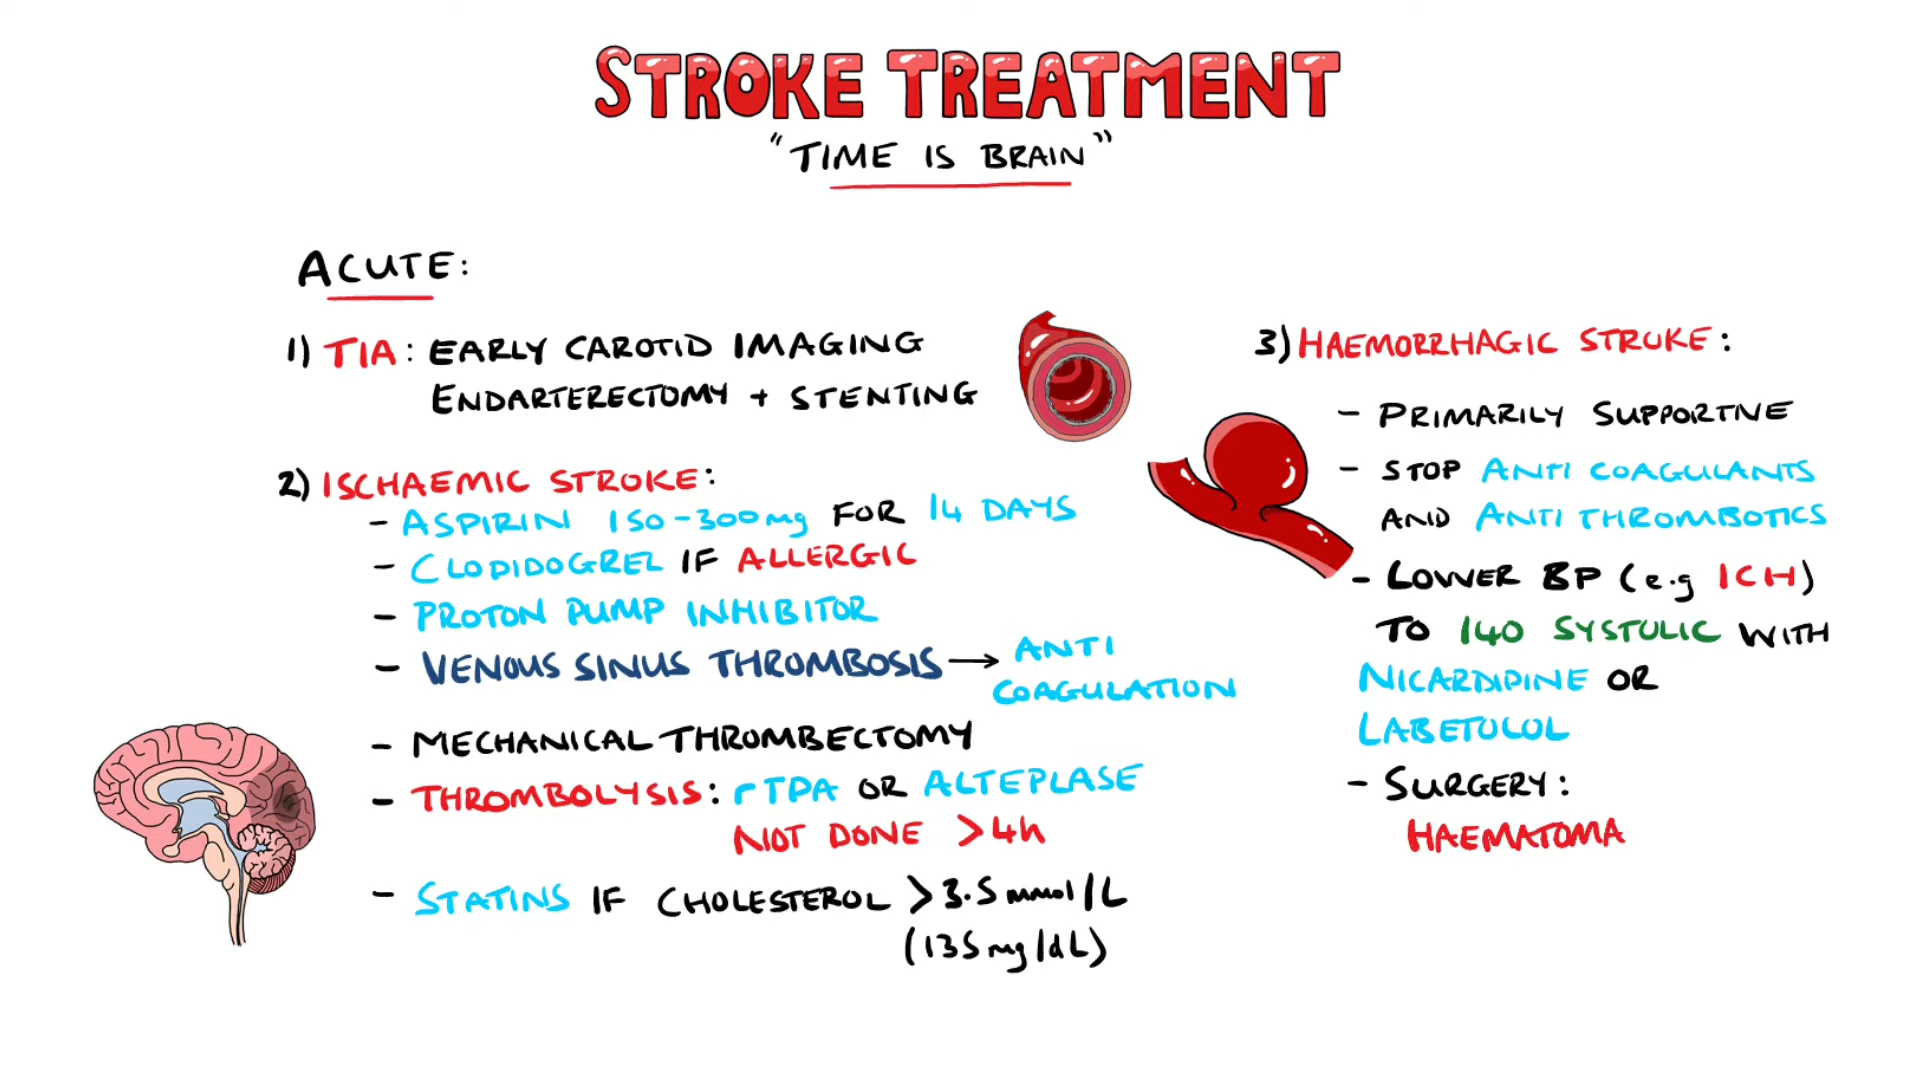 STROKE TREATMENT
"TIME IS BRAIN"
ACUTE:
1) TIA: EARLY CAROTID IMAGING
ENDARTERECTOMY + STENTING
2) ISCHAEMIC STROKE:
- ASPIRIN 150-300mg FOR 14 DAYS
- CLOPIDOGREL IF ALLERGIC
- PROTON PUMP INHIBITOR
- VENOUS SINUS THROMBOSIS → ANTI
COAGULATION
- MECHANICAL THROMBECTOMY
- THROMBOLYSIS: rTPA OR ALTEPLASE
NOT DONE >4h
- STATINS IF CHOLESTEROL >3.5 mmol/L
(135mg/dL)
3) HAEMORRHAGIC STROKE:
- PRIMARILY SUPPORTIVE
- STOP ANTI COAGULANTS
AND ANTI THROMBOTICS
- LOWER BP (e.g ICH)
TO 140 SYSTOLIC WITH
NICARDIPINE OR
LABETOLOL
- SURGERY:
HAEMATOMA